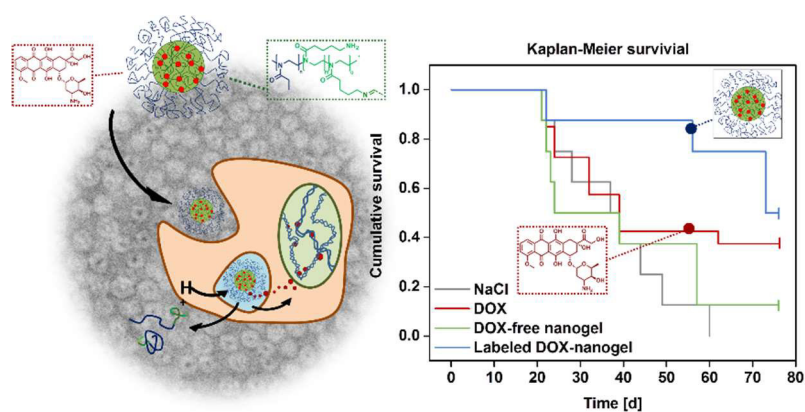 Kaplan-Meier survivial
Cumulative survival
1.0
0.8
0.6
0.4
0.2
0.0
NaCl
DOX
DOX-free nanogel
Labeled DOX-nanogel
0
10
20
30
40
50
60
70
80
Time [d]
H
+